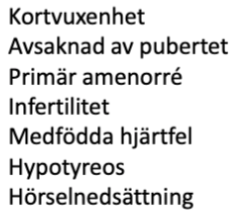 Kortvuxenhet
Avsaknad av pubertet
Primär amenorré
Infertilitet
Medfödda hjärtfel
Hypotyreos
Hörselnedsättning